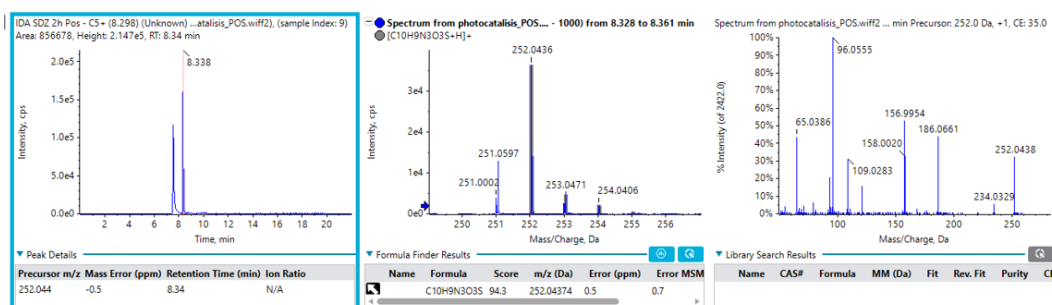 IDA SDZ 2h Pos - C5+ (8.298) (Unknown) ...atalisis_POS.wiff2), (sample Index: 9)
Area: 856678, Height: 2.147e5, RT: 8.34 min
8.338
Intensity, cps
2.0e5
1.5e5
1.0e5
5.0e4
0.0e0
2 4 6 8 10 12 14 16 18 20
Time, min
Peak Details
Precursor m/z Mass Error (ppm) Retention Time (min) Ion Ratio
252.044 -0.5 8.34 N/A
Spectrum from photocatalisis_POS.... - 1000) from 8.328 to 8.361 min
[C10H9N3O3S+H]+
252.0436
251.0597
251.0002
253.0471
254.0406
Intensity, cps
4e4
2e4
0e0
250 251 252 253 254 255 256
Mass/Charge, Da
Formula Finder Results
Name Formula Score m/z (Da) Error (ppm) Error MSM
C10H9N3O3S 94.3 252.04374 0.5 0.7
Spectrum from photocatalisis_POS.wiff2 ... min Precursor: 252.0 Da, +1, CE: 35.0
96.0555
65.0386
156.9954
158.0020
186.0661
109.0283
252.0438
234.0329
% Intensity (of 2422.0)
100%
90%
80%
70%
60%
50%
40%
30%
20%
10%
0%
100 150 200 250
Mass/Charge, Da
Library Search Results
Name CAS# Formula MM (Da) Fit Rev. Fit Purity